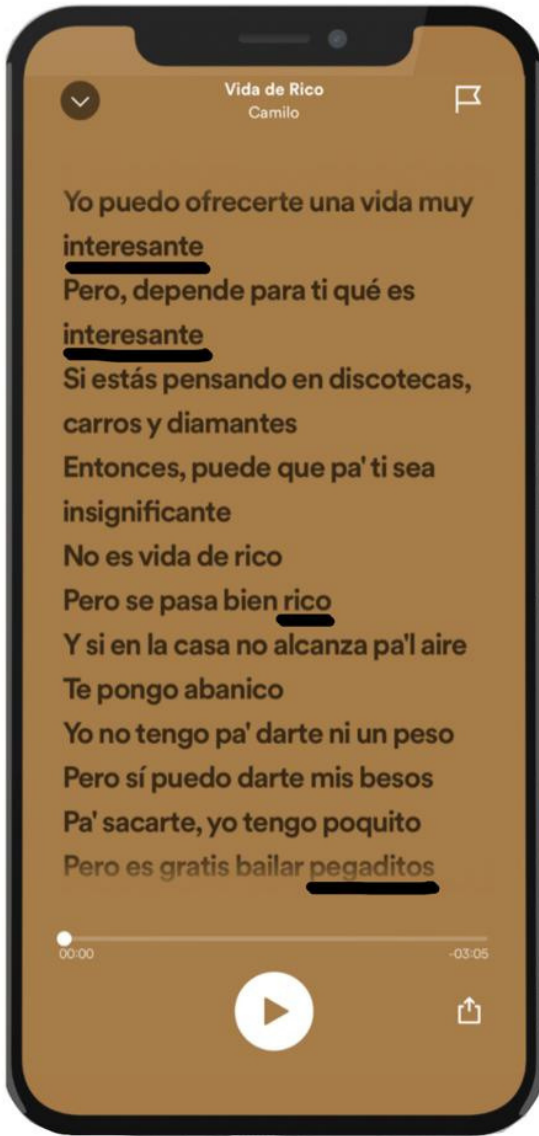 Vida de Rico
Camilo
Yo puedo ofrecerte una vida muy
interesante
Pero, depende para ti qué es
interesante
Si estás pensando en discotecas,
carros y diamantes
Entonces, puede que pa' ti sea
insignificante
No es vida de rico
Pero se pasa bien rico
Y si en la casa no alcanza pa'l aire
Te pongo abanico
Yo no tengo pa' darte ni un peso
Pero sí puedo darte mis besos
Pa' sacarte, yo tengo poquito
Pero es gratis bailar pegaditos
00:00 -03:05